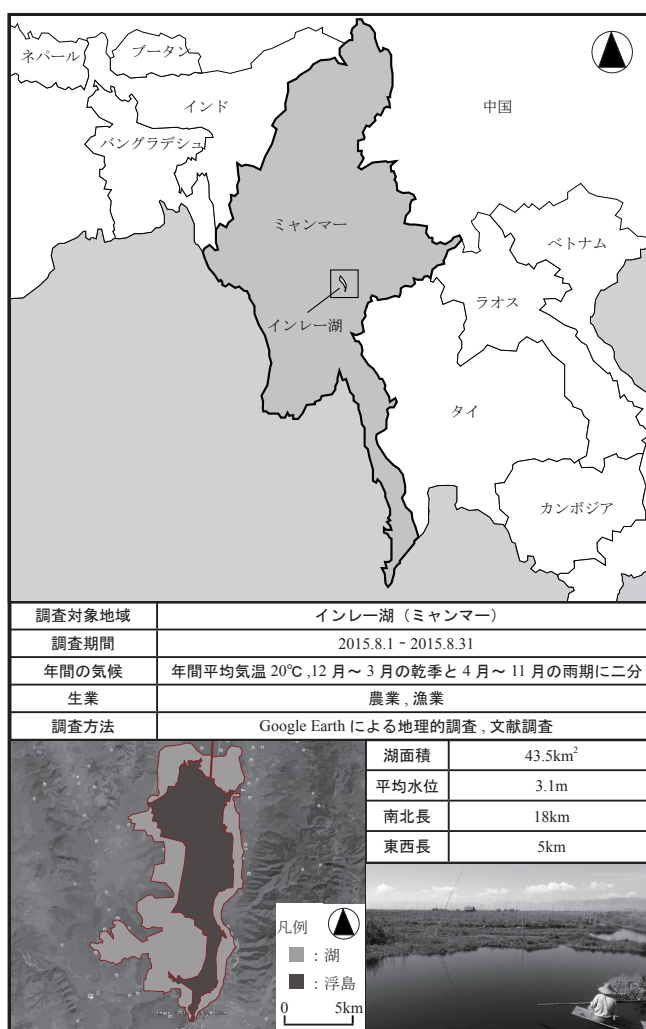 ネパール
ブータン
インド
中国
バングラデシュ
ミャンマー
ベトナム
ラオス
インレー湖
タイ
カンボジア
調査対象地域 インレー湖（ミャンマー）
調査期間 2015.8.1 ~ 2015.8.31
年間の気候 年間平均気温 20℃ ,12 月～ 3 月の乾季と 4 月～ 11 月の雨期に二分
生業 農業 , 漁業
調査方法 Google Earth による地理的調査 , 文献調査
湖面積 43.5km²
平均水位 3.1m
南北長 18km
東西長 5km
凡例
：湖
：浮島
0 5km